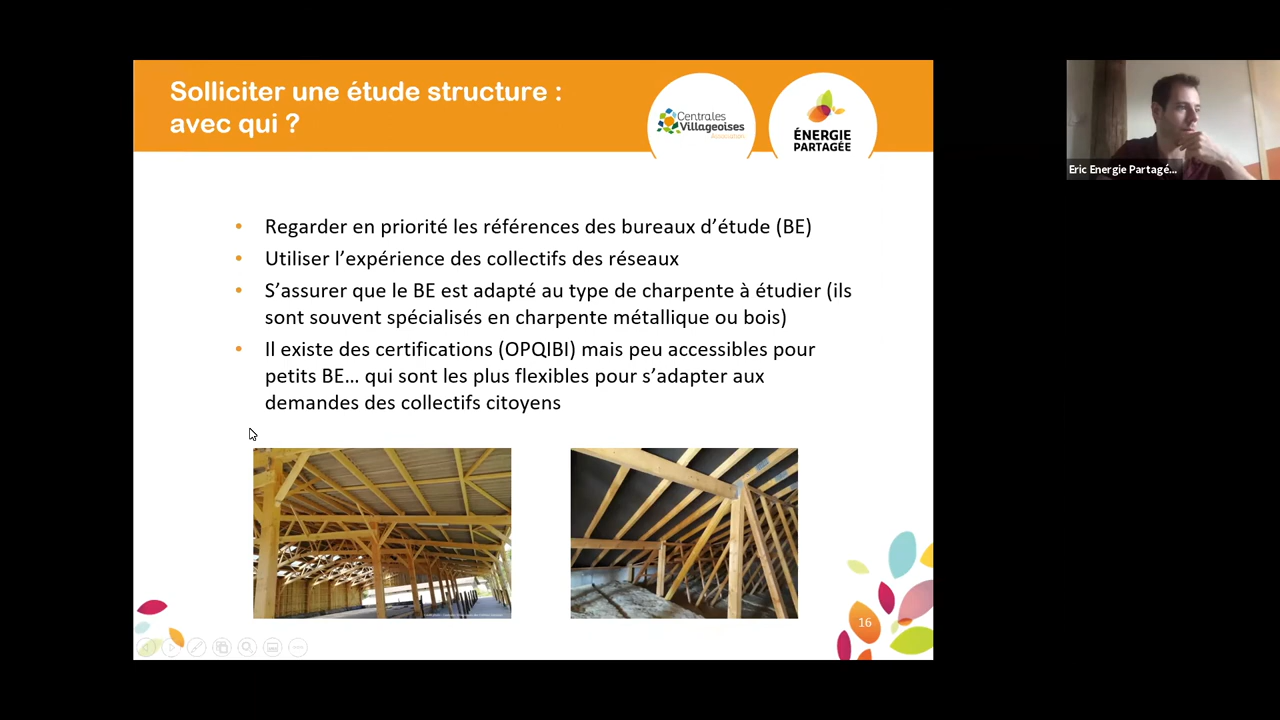 Solliciter une étude structure :
avec qui ?
Centrales
Villageoises
Association
ÉNERGIE
PARTAGÉE
Eric Energie Partagé...
• Regarder en priorité les références des bureaux d’étude (BE)
• Utiliser l’expérience des collectifs des réseaux
• S’assurer que le BE est adapté au type de charpente à étudier (ils
sont souvent spécialisés en charpente métallique ou bois)
• Il existe des certifications (OPQIBI) mais peu accessibles pour
petits BE… qui sont les plus flexibles pour s’adapter aux
demandes des collectifs citoyens
16